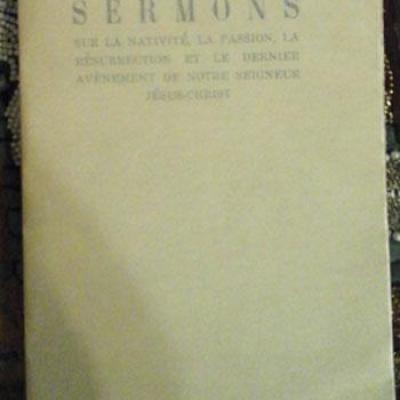 SERMONS
SUR LA NATIVITÉ, LA PASSION, LA
RÉSURRECTION ET LE DERNIER
AVÈNEMENT DE NOTRE SEIGNEUR
JÉSUS-CHRIST